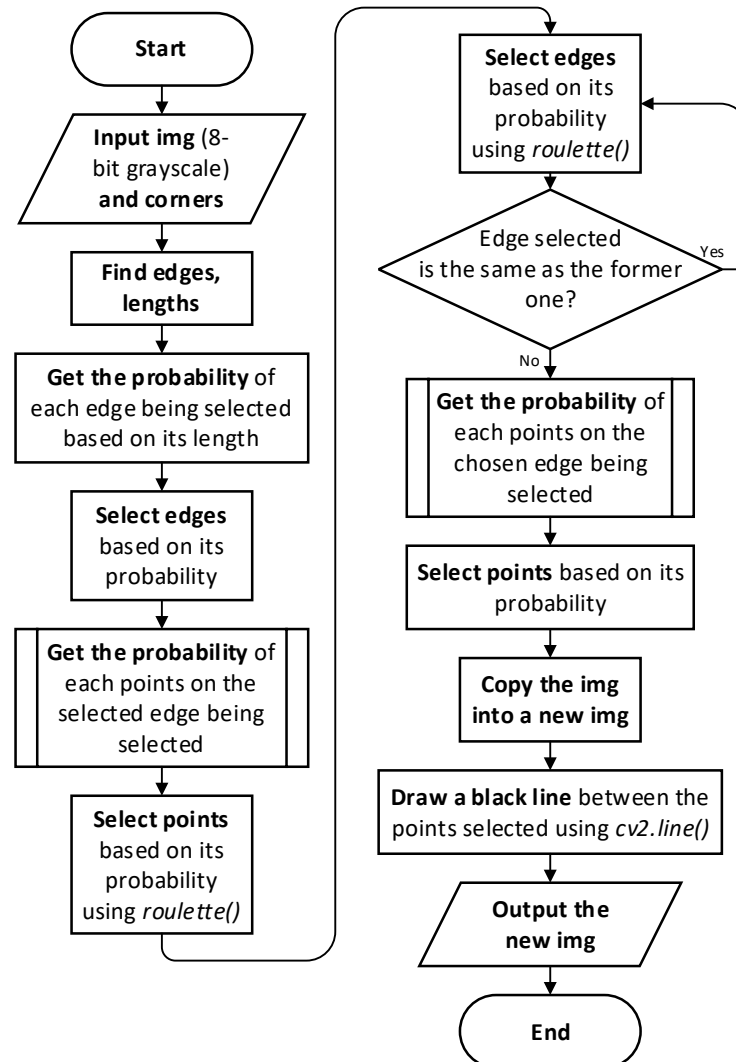 Start
Input img (8-
bit grayscale)
and corners
Find edges,
lengths
Get the probability of
each edge being selected
based on its length
Select edges
based on its
probability
Get the probability of
each points on the
selected edge being
selected
Select points
based on its
probability
using roulette()
Select edges
based on its
probability
using roulette()
Edge selected
is the same as the former
one?
Yes
No
Get the probability of
each points on the
chosen edge being
selected
Select points based on its
probability
Copy the img
into a new img
Draw a black line between the
points selected using cv2.line()
Output the
new img
End